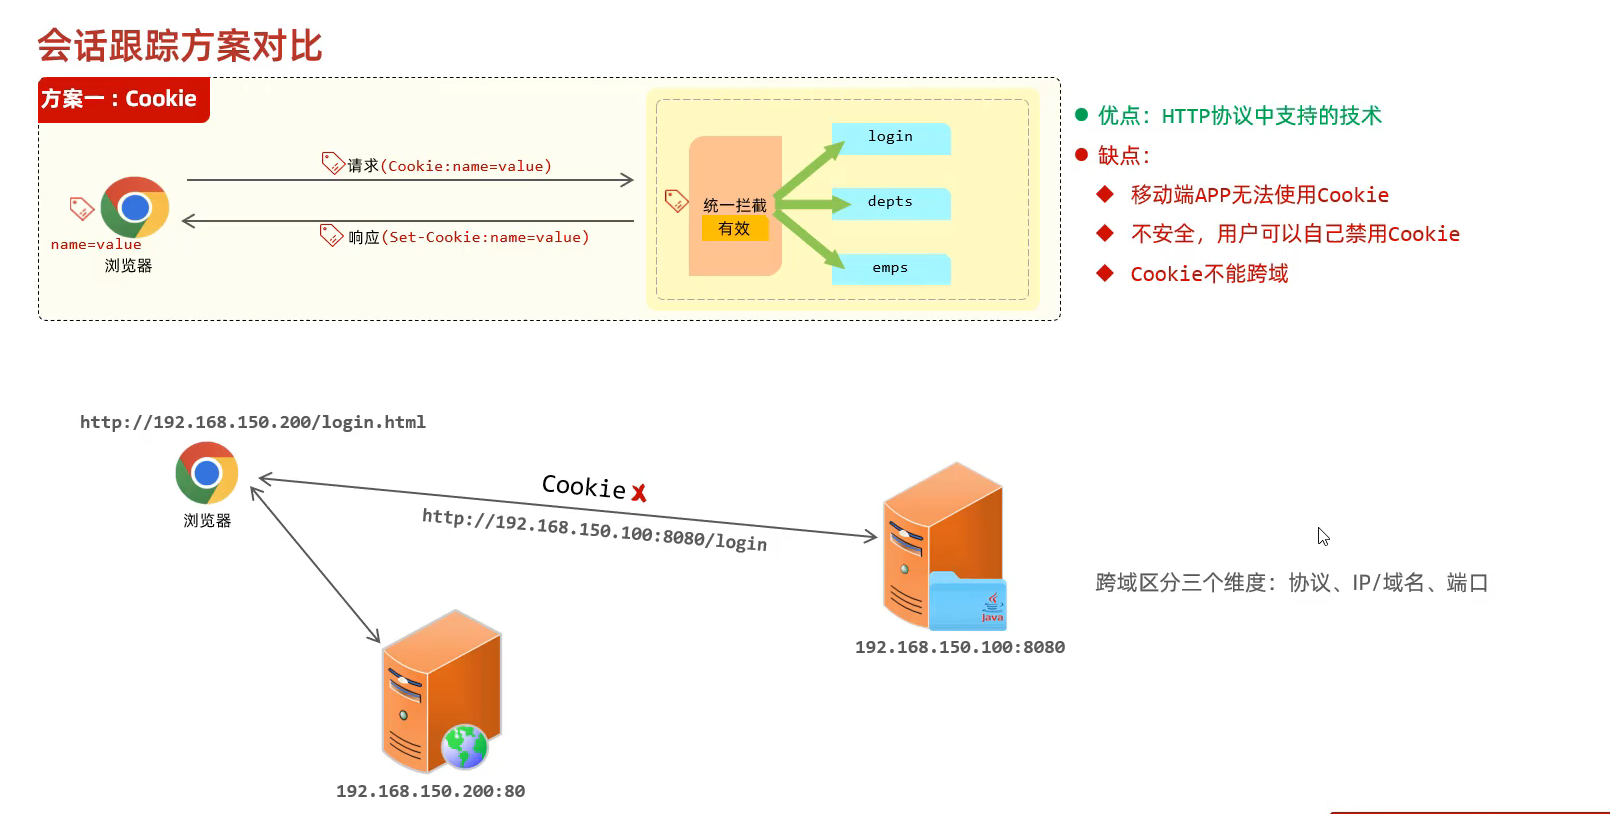 会话跟踪方案对比
方案一：Cookie
请求(Cookie:name=value)
响应(Set-Cookie:name=value)
name=value
浏览器
统一拦截
有效
login
depts
emps
优点：HTTP协议中支持的技术
缺点：
移动端APP无法使用Cookie
不安全，用户可以自己禁用Cookie
Cookie不能跨域
http://192.168.150.200/login.html
浏览器
Cookie
http://192.168.150.100:8080/login
Java
192.168.150.100:8080
192.168.150.200:80
跨域区分三个维度：协议、IP/域名、端口